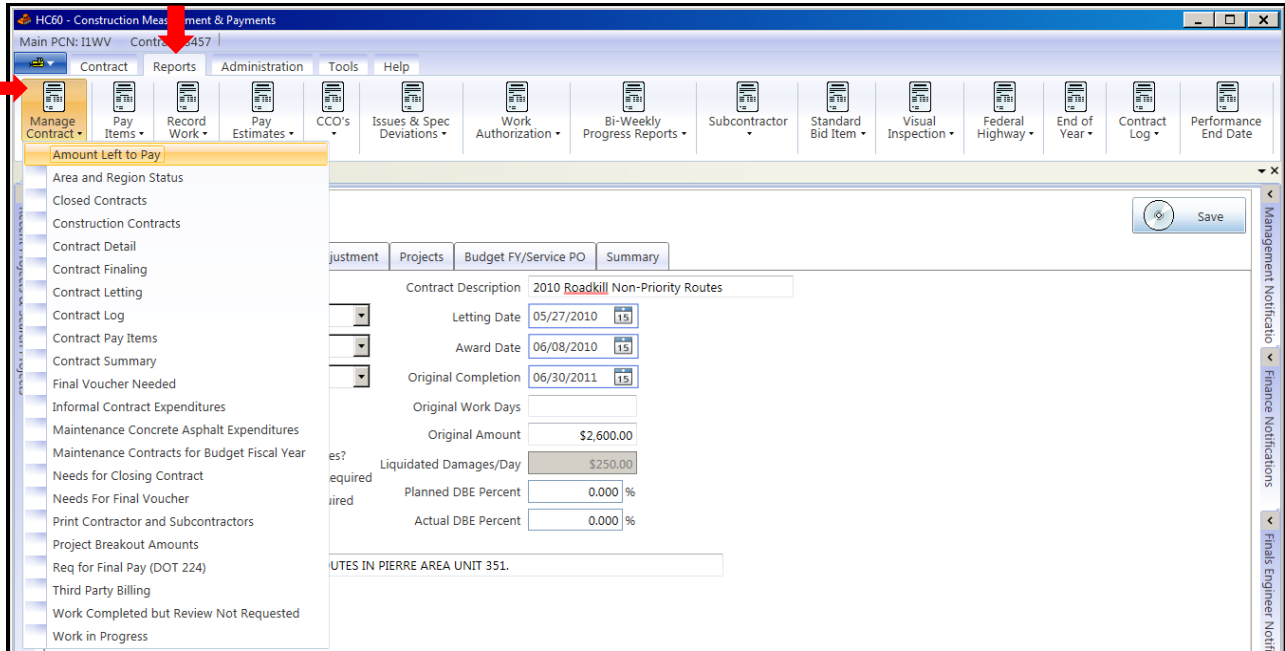 HC60 - Construction Measurement & Payments
Main PCN: I1WV Contract: 3457
Contract Reports Administration Tools Help
Manage Contract
Pay Items
Record Work
Pay Estimates
CCO's
Issues & Spec Deviations
Work Authorization
Bi-Weekly Progress Reports
Subcontractor
Standard Bid Item
Visual Inspection
Federal Highway
End of Year
Contract Log
Performance End Date
Amount Left to Pay
Area and Region Status
Closed Contracts
Construction Contracts
Contract Detail
Contract Finaling
Contract Letting
Contract Log
Contract Pay Items
Contract Summary
Final Voucher Needed
Informal Contract Expenditures
Maintenance Concrete Asphalt Expenditures
Maintenance Contracts for Budget Fiscal Year
Needs for Closing Contract
Needs For Final Voucher
Print Contractor and Subcontractors
Project Breakout Amounts
Req for Final Pay (DOT 224)
Third Party Billing
Work Completed but Review Not Requested
Work in Progress
Save
justment Projects Budget FY/Service PO Summary
Contract Description 2010 Roadkill Non-Priority Routes
Letting Date 05/27/2010 15
Award Date 06/08/2010 15
Original Completion 06/30/2011 15
Original Work Days
Original Amount $2,600.00
es?
Liquidated Damages/Day $250.00
equired
Planned DBE Percent 0.000 %
uired
Actual DBE Percent 0.000 %
UTES IN PIERRE AREA UNIT 351.
Management Notificatio
Finance Notifications
Finals Engineer Notifi